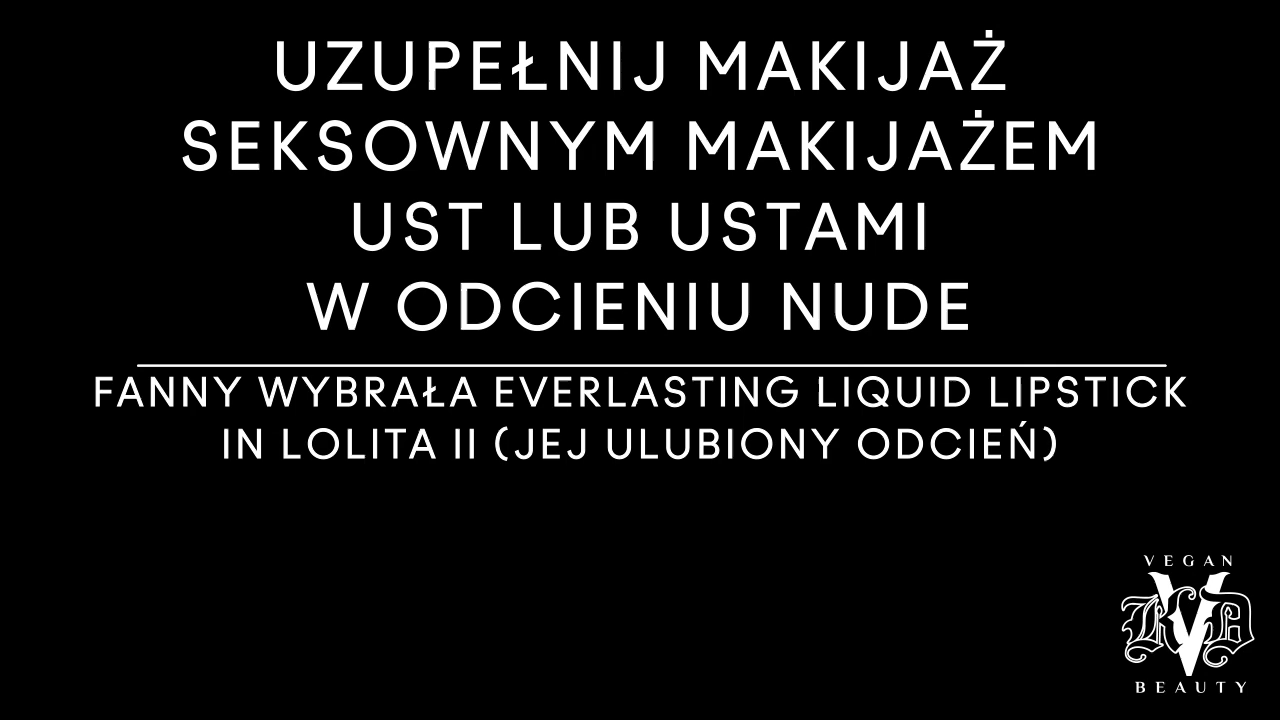 UZUPEŁNIJ MAKIJAŻ
SEKSOWNYM MAKIJAŻEM
UST LUB USTAMI
W ODCIENIU NUDE
FANNY WYBRAŁA EVERLASTING LIQUID LIPSTICK
IN LOLITA II (JEJ ULUBIONY ODCIEŃ)
VEGAN
KVD
BEAUTY